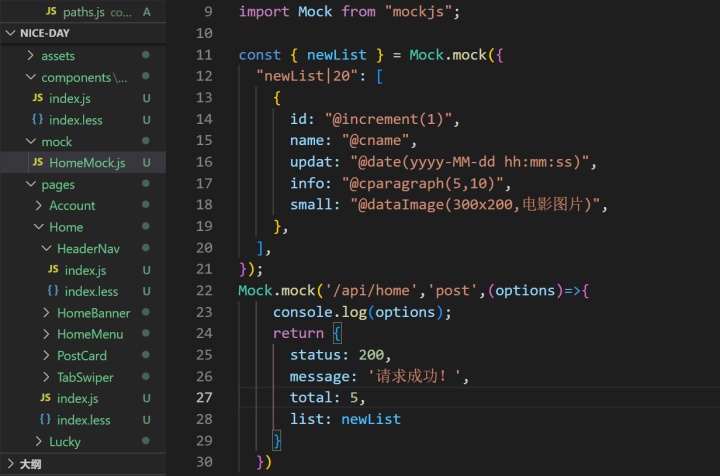 paths.js co... A
NICE-DAY
assets
components\...
index.js U
index.less U
mock
HomeMock.js U
pages
Account
Home
HeaderNav
index.js U
index.less U
HomeBanner
HomeMenu
PostCard
TabSwiper
index.js U
index.less U
Lucky
大纲
9 import Mock from "mockjs";
10
11 const { newList } = Mock.mock({
12 "newList|20": [
13 {
14 id: "@increment(1)",
15 name: "@cname",
16 updat: "@date(yyyy-MM-dd hh:mm:ss)",
17 info: "@cparagraph(5,10)",
18 small: "@dataImage(300x200,电影图片)",
19 },
20 ],
21 });
22 Mock.mock('/api/home','post',(options)=>{
23 console.log(options);
24 return {
25 status: 200,
26 message: '请求成功！',
27 total: 5,
28 list: newList
29 }
30 })